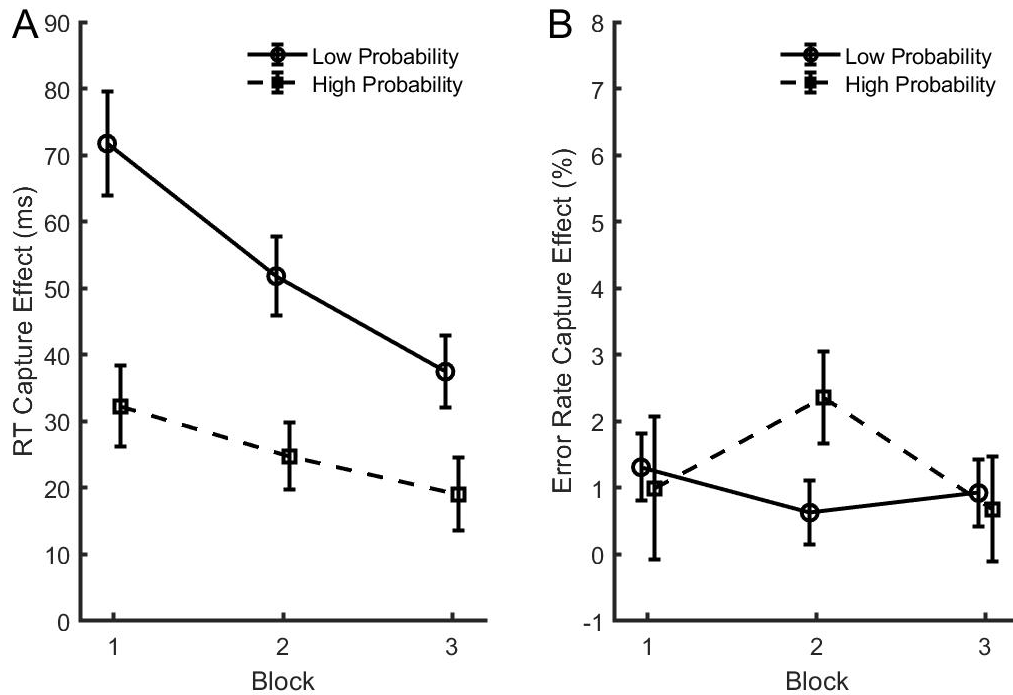 A
RT Capture Effect (ms)
90
80
70
60
50
40
30
20
10
0
Low Probability
High Probability
1 2 3
Block
B
Error Rate Capture Effect (%)
8
7
6
5
4
3
2
1
0
-1
Low Probability
High Probability
1 2 3
Block